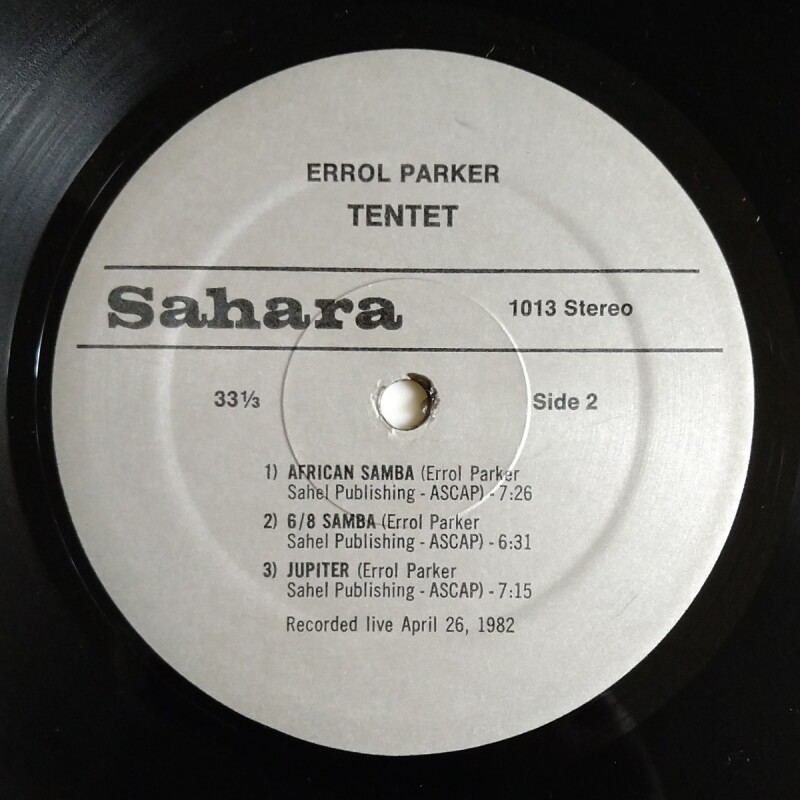 ERROL PARKER
TENTET
Sahara
1013 Stereo
33⅓
Side 2
1) AFRICAN SAMBA (Errol Parker
Sahel Publishing - ASCAP) - 7:26
2) 6/8 SAMBA (Errol Parker
Sahel Publishing - ASCAP) - 6:31
3) JUPITER (Errol Parker
Sahel Publishing - ASCAP) - 7:15
Recorded live April 26, 1982